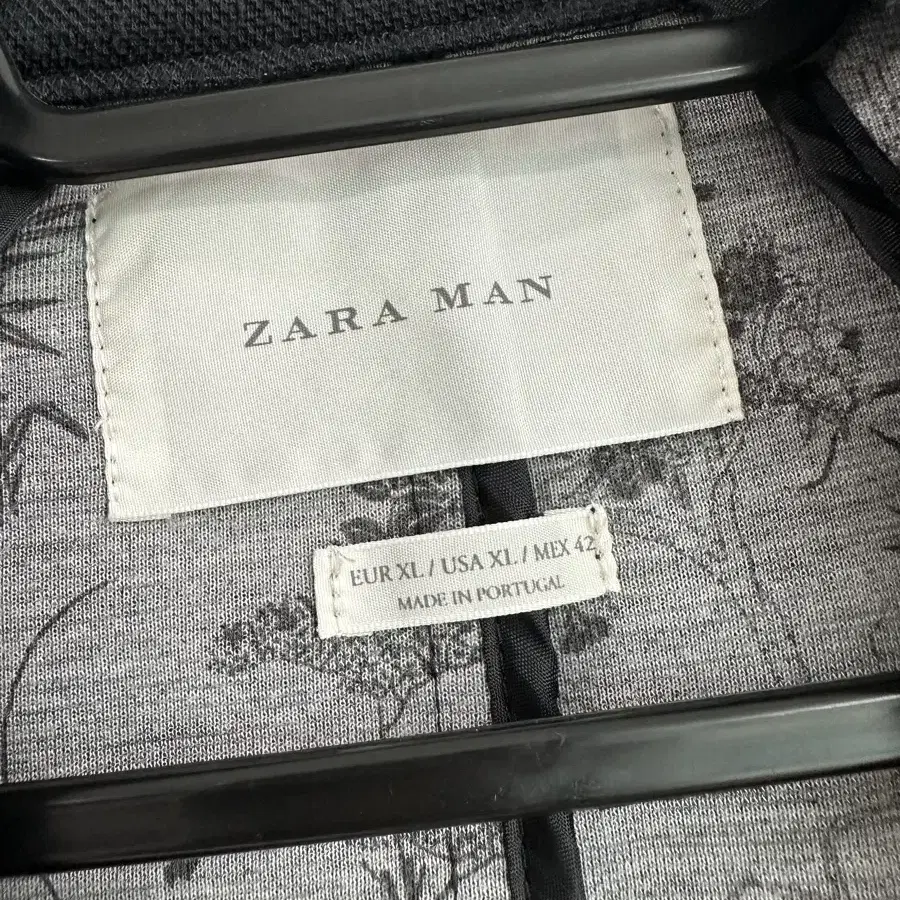 ZARA MAN
EUR XL / USA XL / MEX 42
MADE IN PORTUGAL